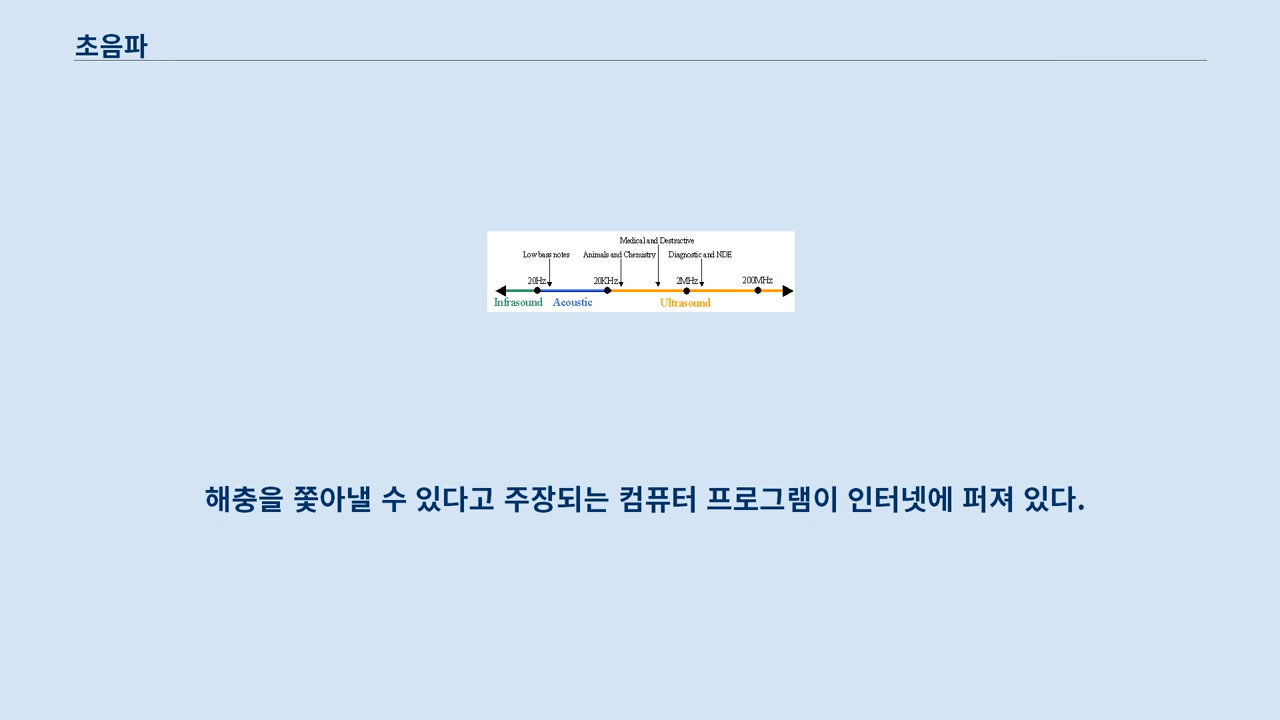 초음파
Medical and Destructive
Low bass notes Animals and Chemistry Diagnostic and NDE
20Hz 20KHz 2MHz 200MHz
Infrasound Acoustic Ultrasound
해충을 쫓아낼 수 있다고 주장되는 컴퓨터 프로그램이 인터넷에 퍼져 있다.